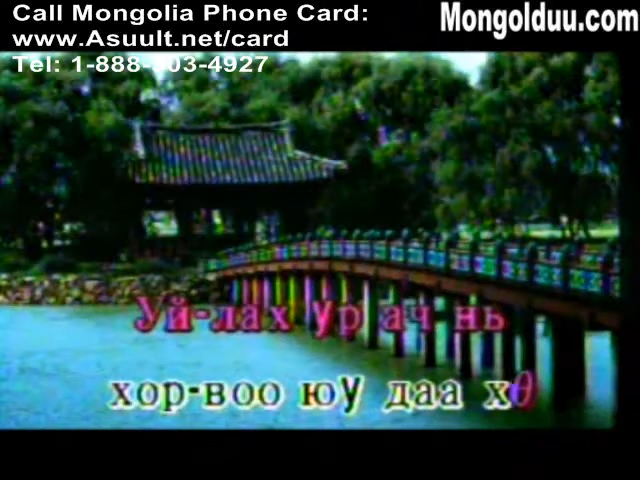 Call Mongolia Phone Card:
Mongolduu.com
www.Asuult.net/card
Tel: 1-888-303-4927
Уй-лах ур ач нь
хор-воо юу даа хө